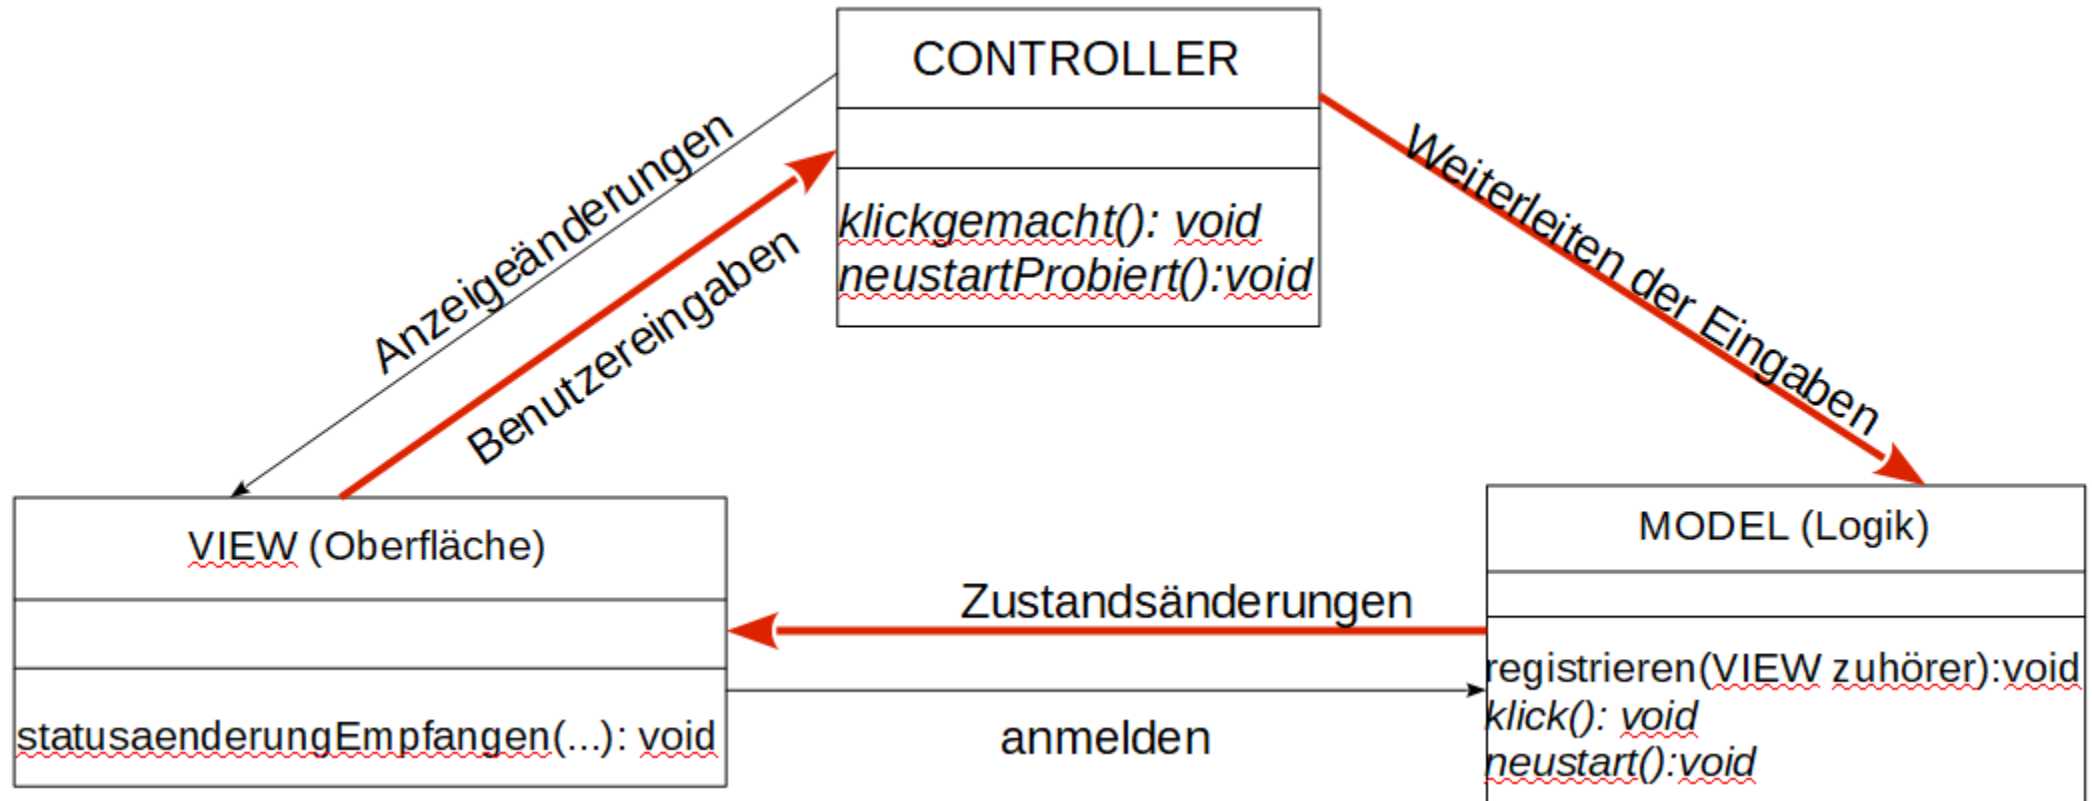 CONTROLLER
klickgemacht(): void
neustartProbiert():void
Anzeigeänderungen
Benutzereingaben
Weiterleiten der Eingaben
VIEW (Oberfläche)
statusaenderungEmpfangen(...): void
Zustandsänderungen
anmelden
MODEL (Logik)
registrieren(VIEW zuhörer):void
klick(): void
neustart():void